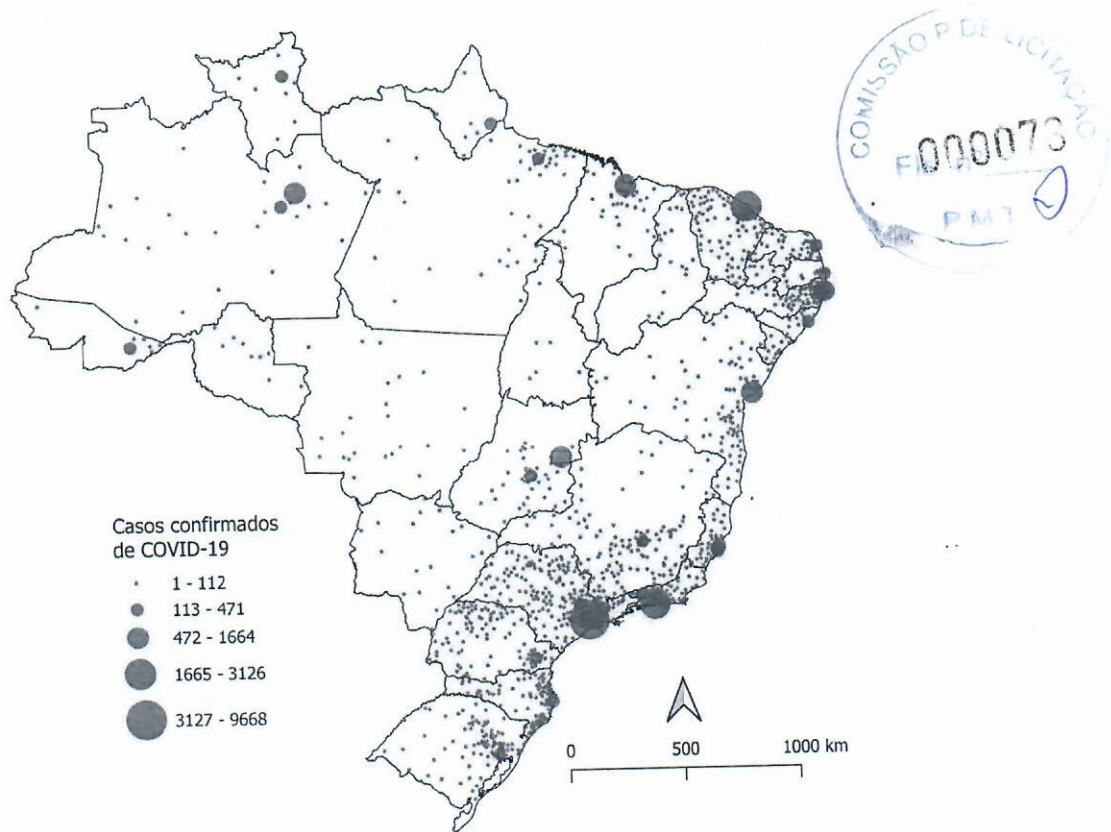 COMISSÃO P DE LICITAÇÃO
000073
P M T
Casos confirmados
de COVID-19
1 - 112
113 - 471
472 - 1664
1665 - 3126
3127 - 9668
0 500 1000 km